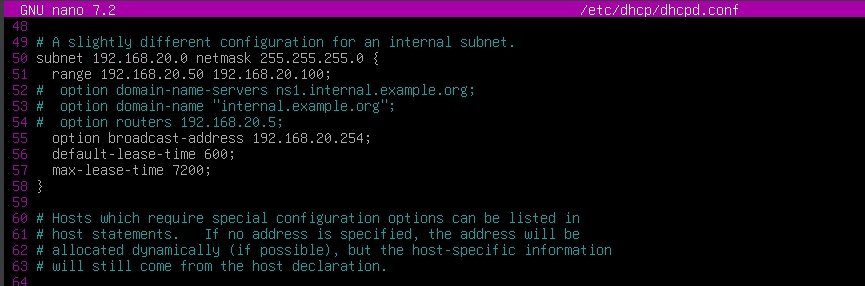 GNU nano 7.2 /etc/dhcp/dhcpd.conf
48
49 # A slightly different configuration for an internal subnet.
50 subnet 192.168.20.0 netmask 255.255.255.0 {
51   range 192.168.20.50 192.168.20.100;
52 #  option domain-name-servers ns1.internal.example.org;
53 #  option domain-name "internal.example.org";
54 #  option routers 192.168.20.5;
55   option broadcast-address 192.168.20.254;
56   default-lease-time 600;
57   max-lease-time 7200;
58 }
59
60 # Hosts which require special configuration options can be listed in
61 # host statements.   If no address is specified, the address will be
62 # allocated dynamically (if possible), but the host-specific information
63 # will still come from the host declaration.
64